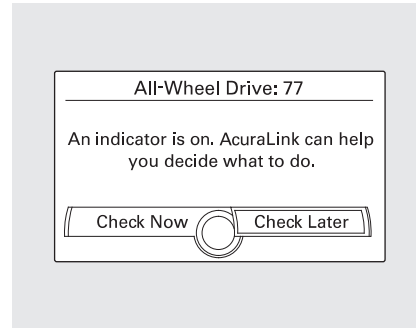 All-Wheel Drive: 77
An indicator is on. AcuraLink can help
you decide what to do.
Check Now
Check Later